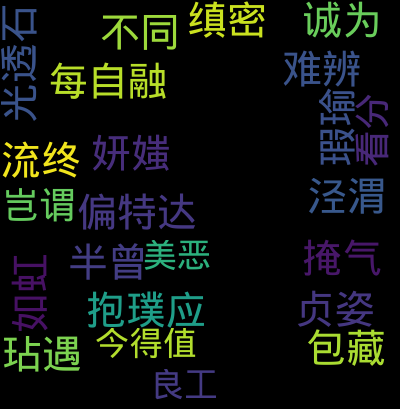 光透石
不同
缜密
诚为
每自融
难辨
瑕瑜
看分
流终
妍媸
岂谓
偏特达
泾渭
半曾
美恶
掩气
如虹
抱璞应
贞姿
玷遇
今得值
包藏
良工